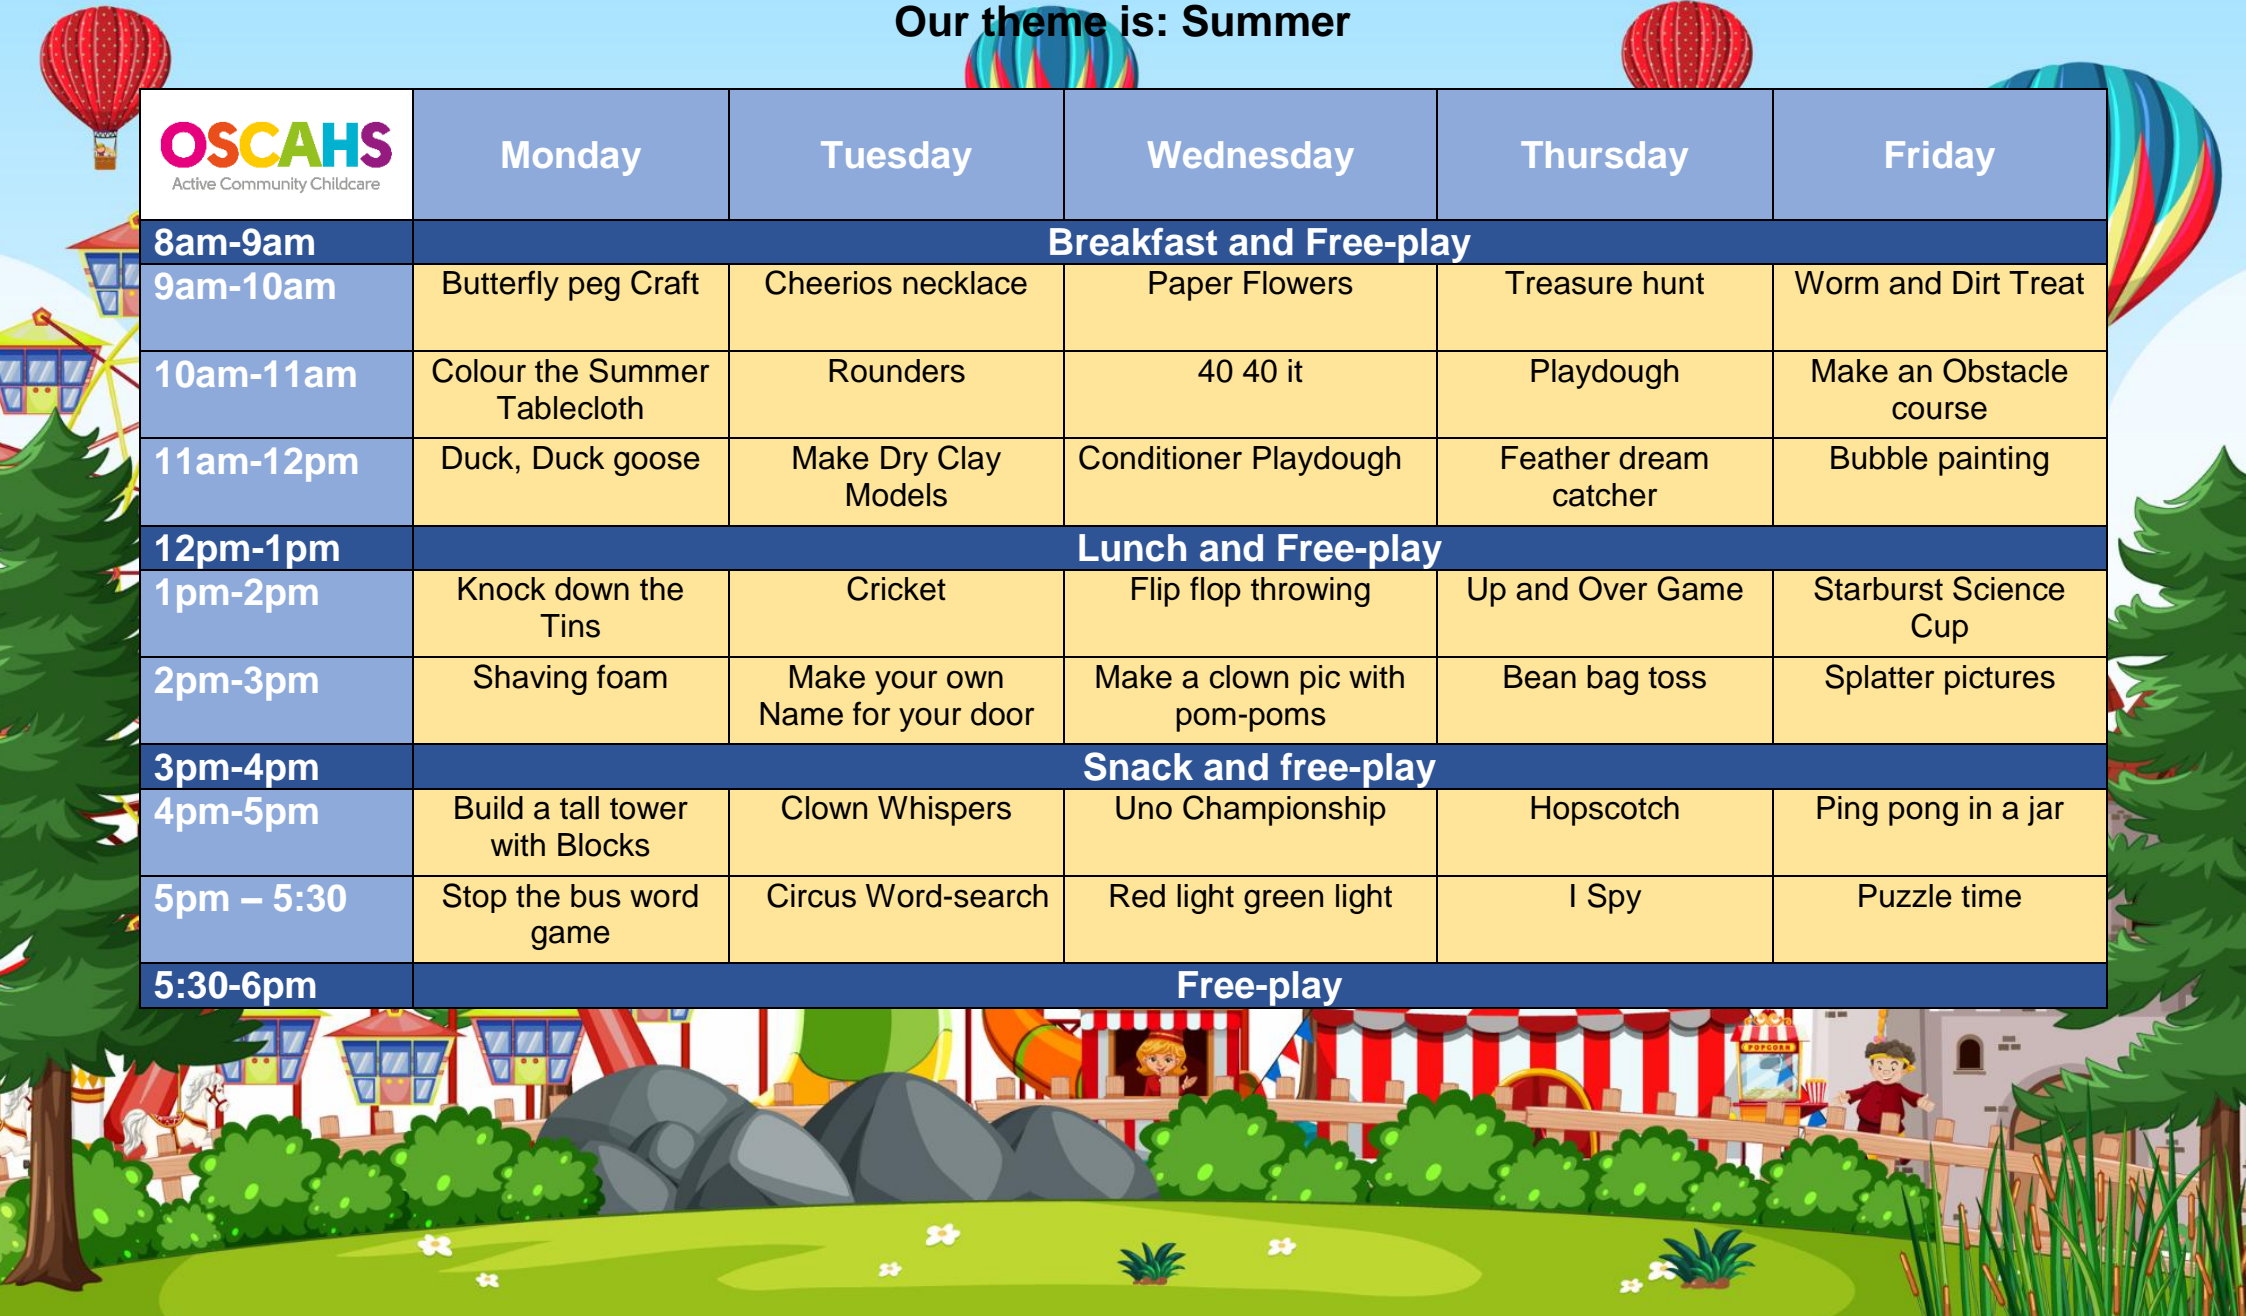 Our theme is: Summer
OSCAHS
Active Community Childcare
Monday
Tuesday
Wednesday
Thursday
Friday
8am-9am
Breakfast and Free-play
9am-10am
Butterfly peg Craft
Cheerios necklace
Paper Flowers
Treasure hunt
Worm and Dirt Treat
10am-11am
Colour the Summer
Tablecloth
Rounders
40 40 it
Playdough
Make an Obstacle
course
11am-12pm
Duck, Duck goose
Make Dry Clay
Models
Conditioner Playdough
Feather dream
catcher
Bubble painting
12pm-1pm
Lunch and Free-play
1pm-2pm
Knock down the
Tins
Cricket
Flip flop throwing
Up and Over Game
Starburst Science
Cup
2pm-3pm
Shaving foam
Make your own
Name for your door
Make a clown pic with
pom-poms
Bean bag toss
Splatter pictures
3pm-4pm
Snack and free-play
4pm-5pm
Build a tall tower
with Blocks
Clown Whispers
Uno Championship
Hopscotch
Ping pong in a jar
5pm – 5:30
Stop the bus word
game
Circus Word-search
Red light green light
I Spy
Puzzle time
5:30-6pm
Free-play
POPCORN